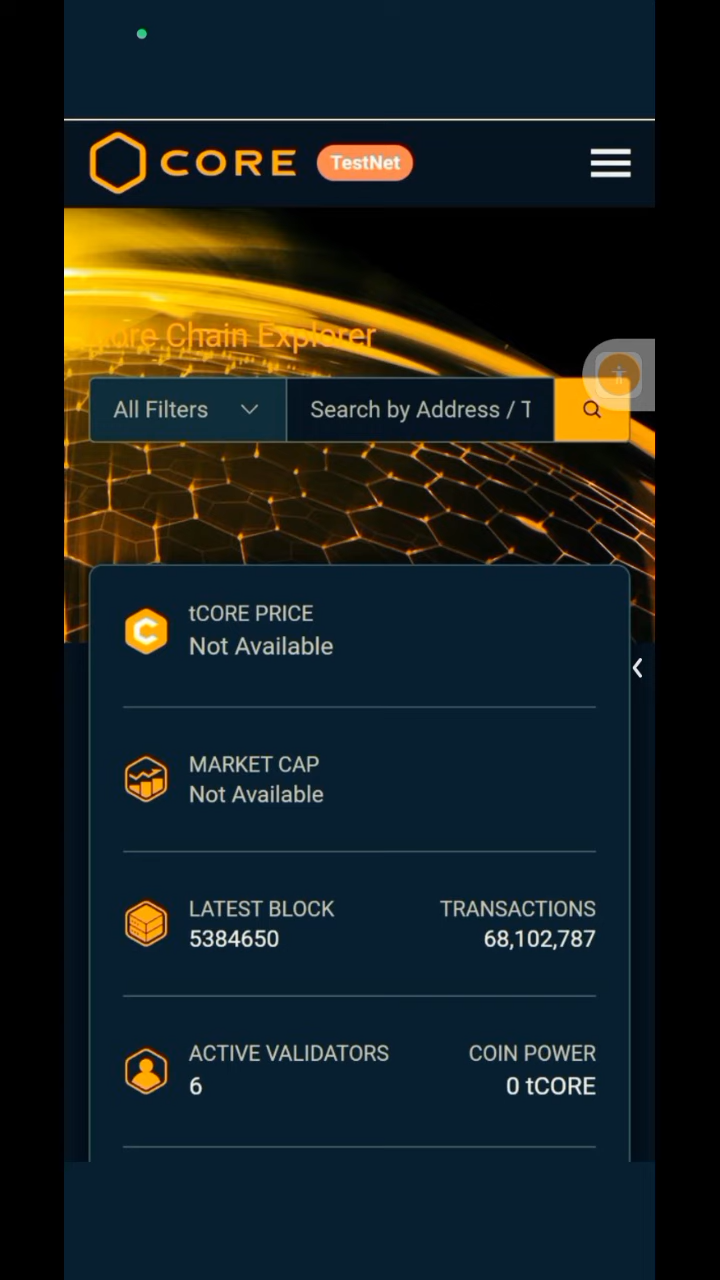 CORE TestNet
Core Chain Explorer
All Filters
Search by Address / T
tCORE PRICE
Not Available
MARKET CAP
Not Available
LATEST BLOCK TRANSACTIONS
5384650 68,102,787
ACTIVE VALIDATORS COIN POWER
6 0 tCORE